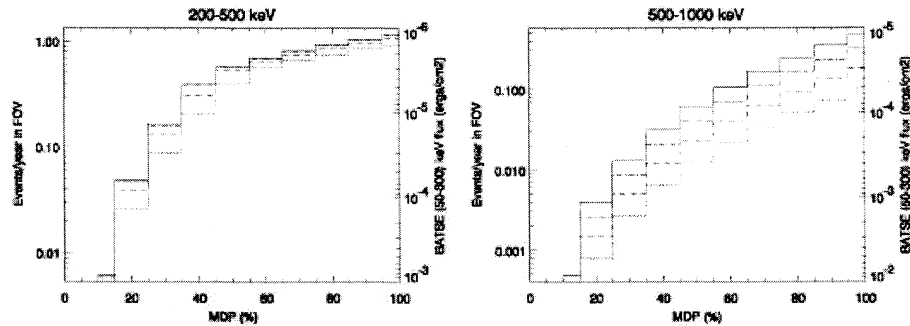 200-500 keV
Events/year in FOV
1.00
0.10
0.01
10^-6
10^-5
10^-4
10^-3
BATSE (50-300) keV flux (ergs/cm2)
0 20 40 60 80 100
MDP (%)
500-1000 keV
Events/year in FOV
0.100
0.010
0.001
10^-5
10^-4
10^-3
10^-2
BATSE (50-300) keV flux (ergs/cm2)
0 20 40 60 80 100
MDP (%)